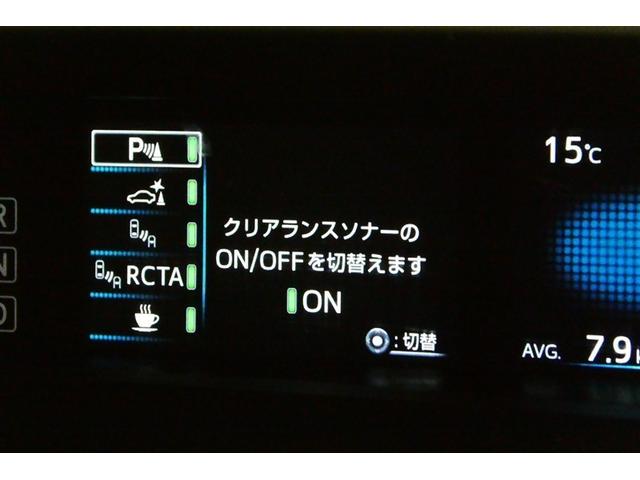 P
15℃
R
クリアランスソナーの
N
ON/OFFを切替えます
RCTA
ON
D
:切替
AVG. 7.9